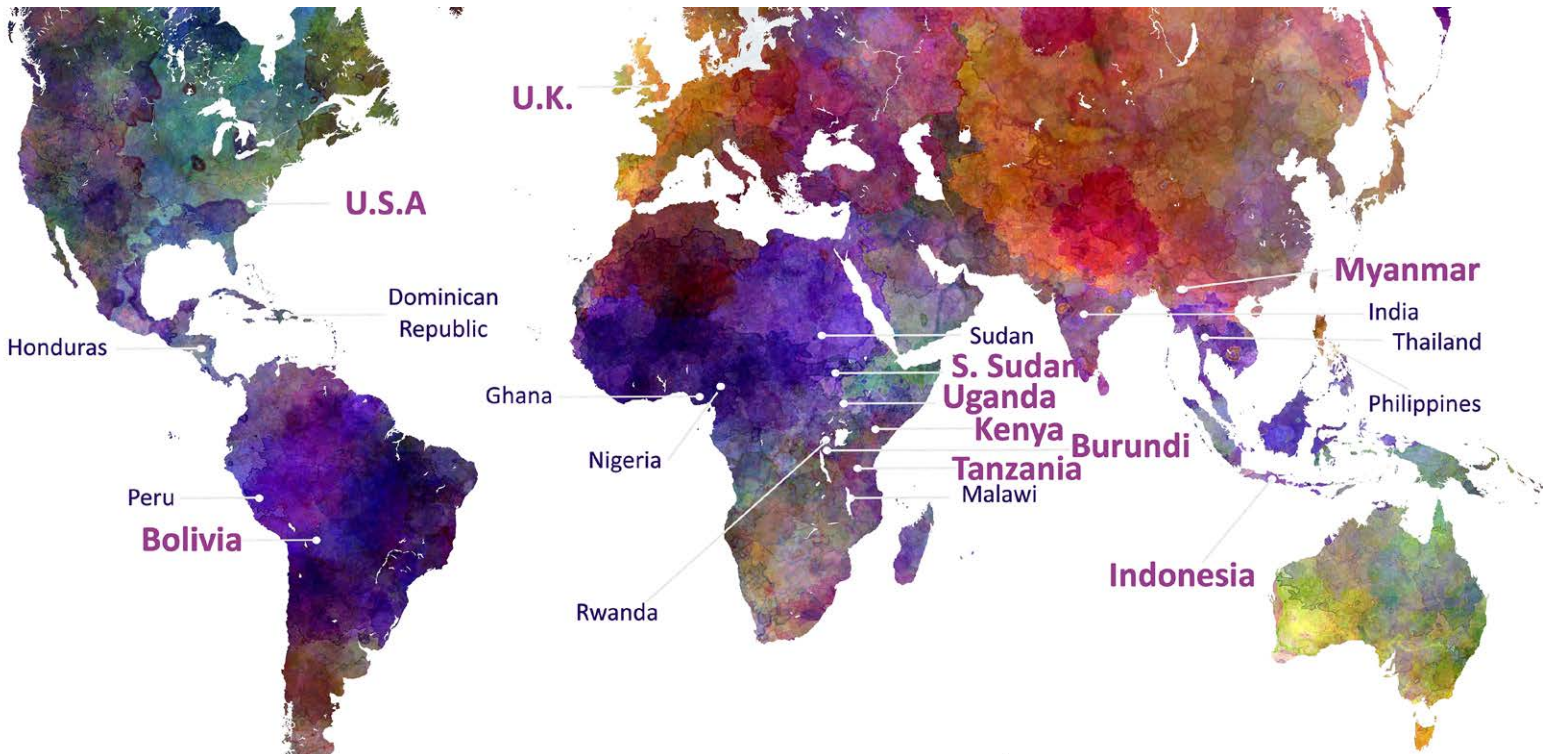 U.K.
U.S.A
Myanmar
Dominican
Republic
India
Sudan
Thailand
Honduras
S. Sudan
Ghana
Uganda
Philippines
Kenya
Burundi
Nigeria
Tanzania
Peru
Malawi
Bolivia
Indonesia
Rwanda